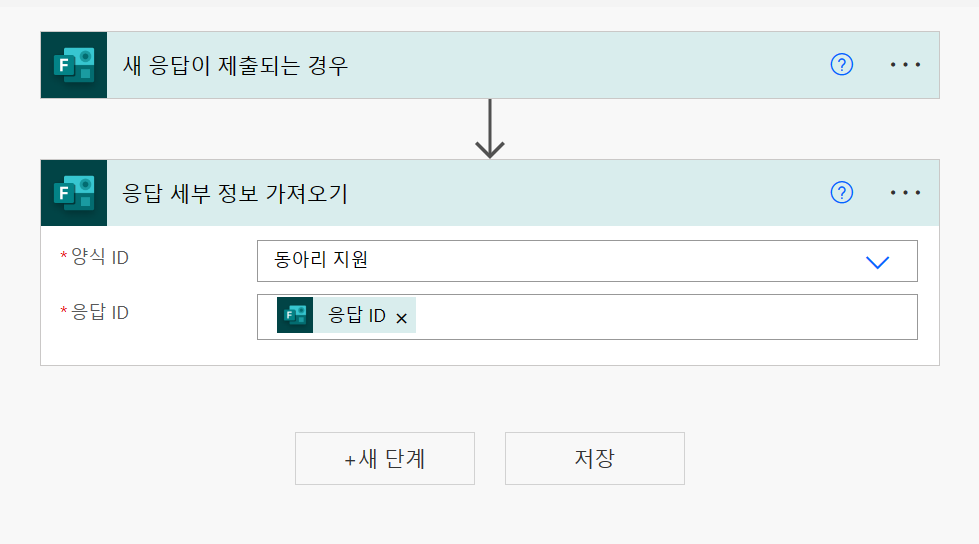 새 응답이 제출되는 경우
응답 세부 정보 가져오기
*양식 ID
동아리 지원
*응답 ID
응답 ID ×
+새 단계
저장